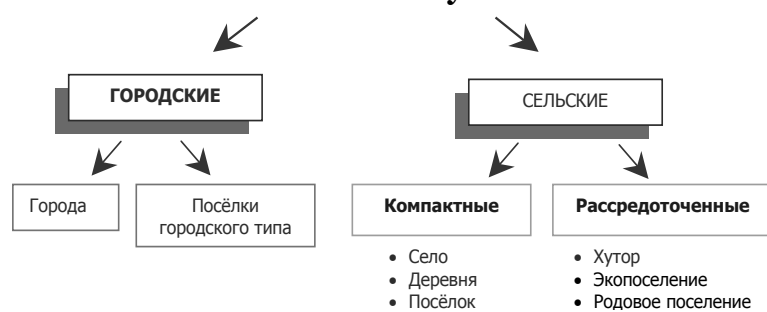 ГОРОДСКИЕ
СЕЛЬСКИЕ
Города
Посёлки
городского типа
Компактные
• Село
• Деревня
• Посёлок
Рассредоточенные
• Хутор
• Экопоселение
• Родовое поселение